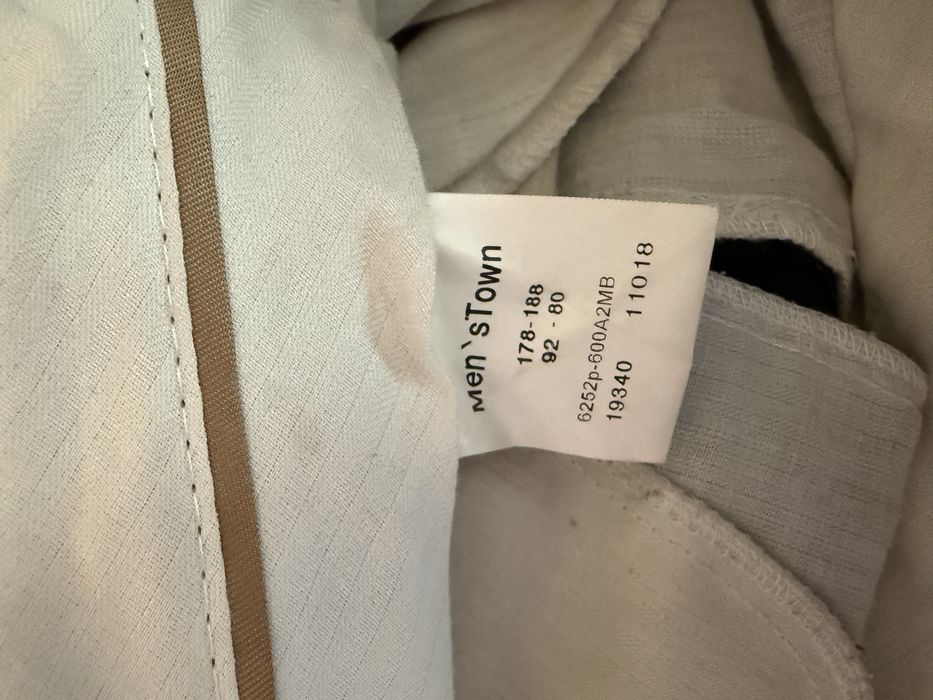 Men`sTown
178-188
92 - 80
6252p-600A2MB
19340 11018